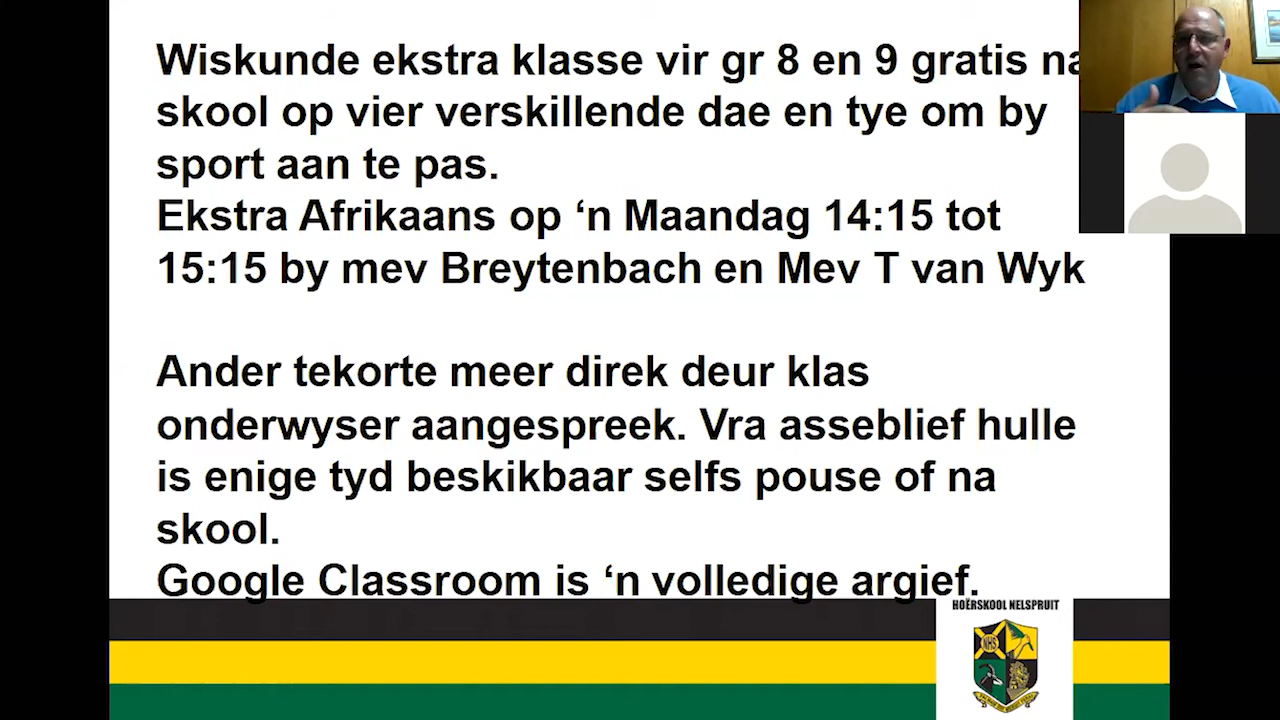 Wiskunde ekstra klasse vir gr 8 en 9 gratis na
skool op vier verskillende dae en tye om by
sport aan te pas.
Ekstra Afrikaans op ‘n Maandag 14:15 tot
15:15 by mev Breytenbach en Mev T van Wyk
Ander tekorte meer direk deur klas
onderwyser aangespreek. Vra asseblief hulle
is enige tyd beskikbaar selfs pouse of na
skool.
Google Classroom is ‘n volledige argief.
HOËRSKOOL NELSPRUIT
NHS